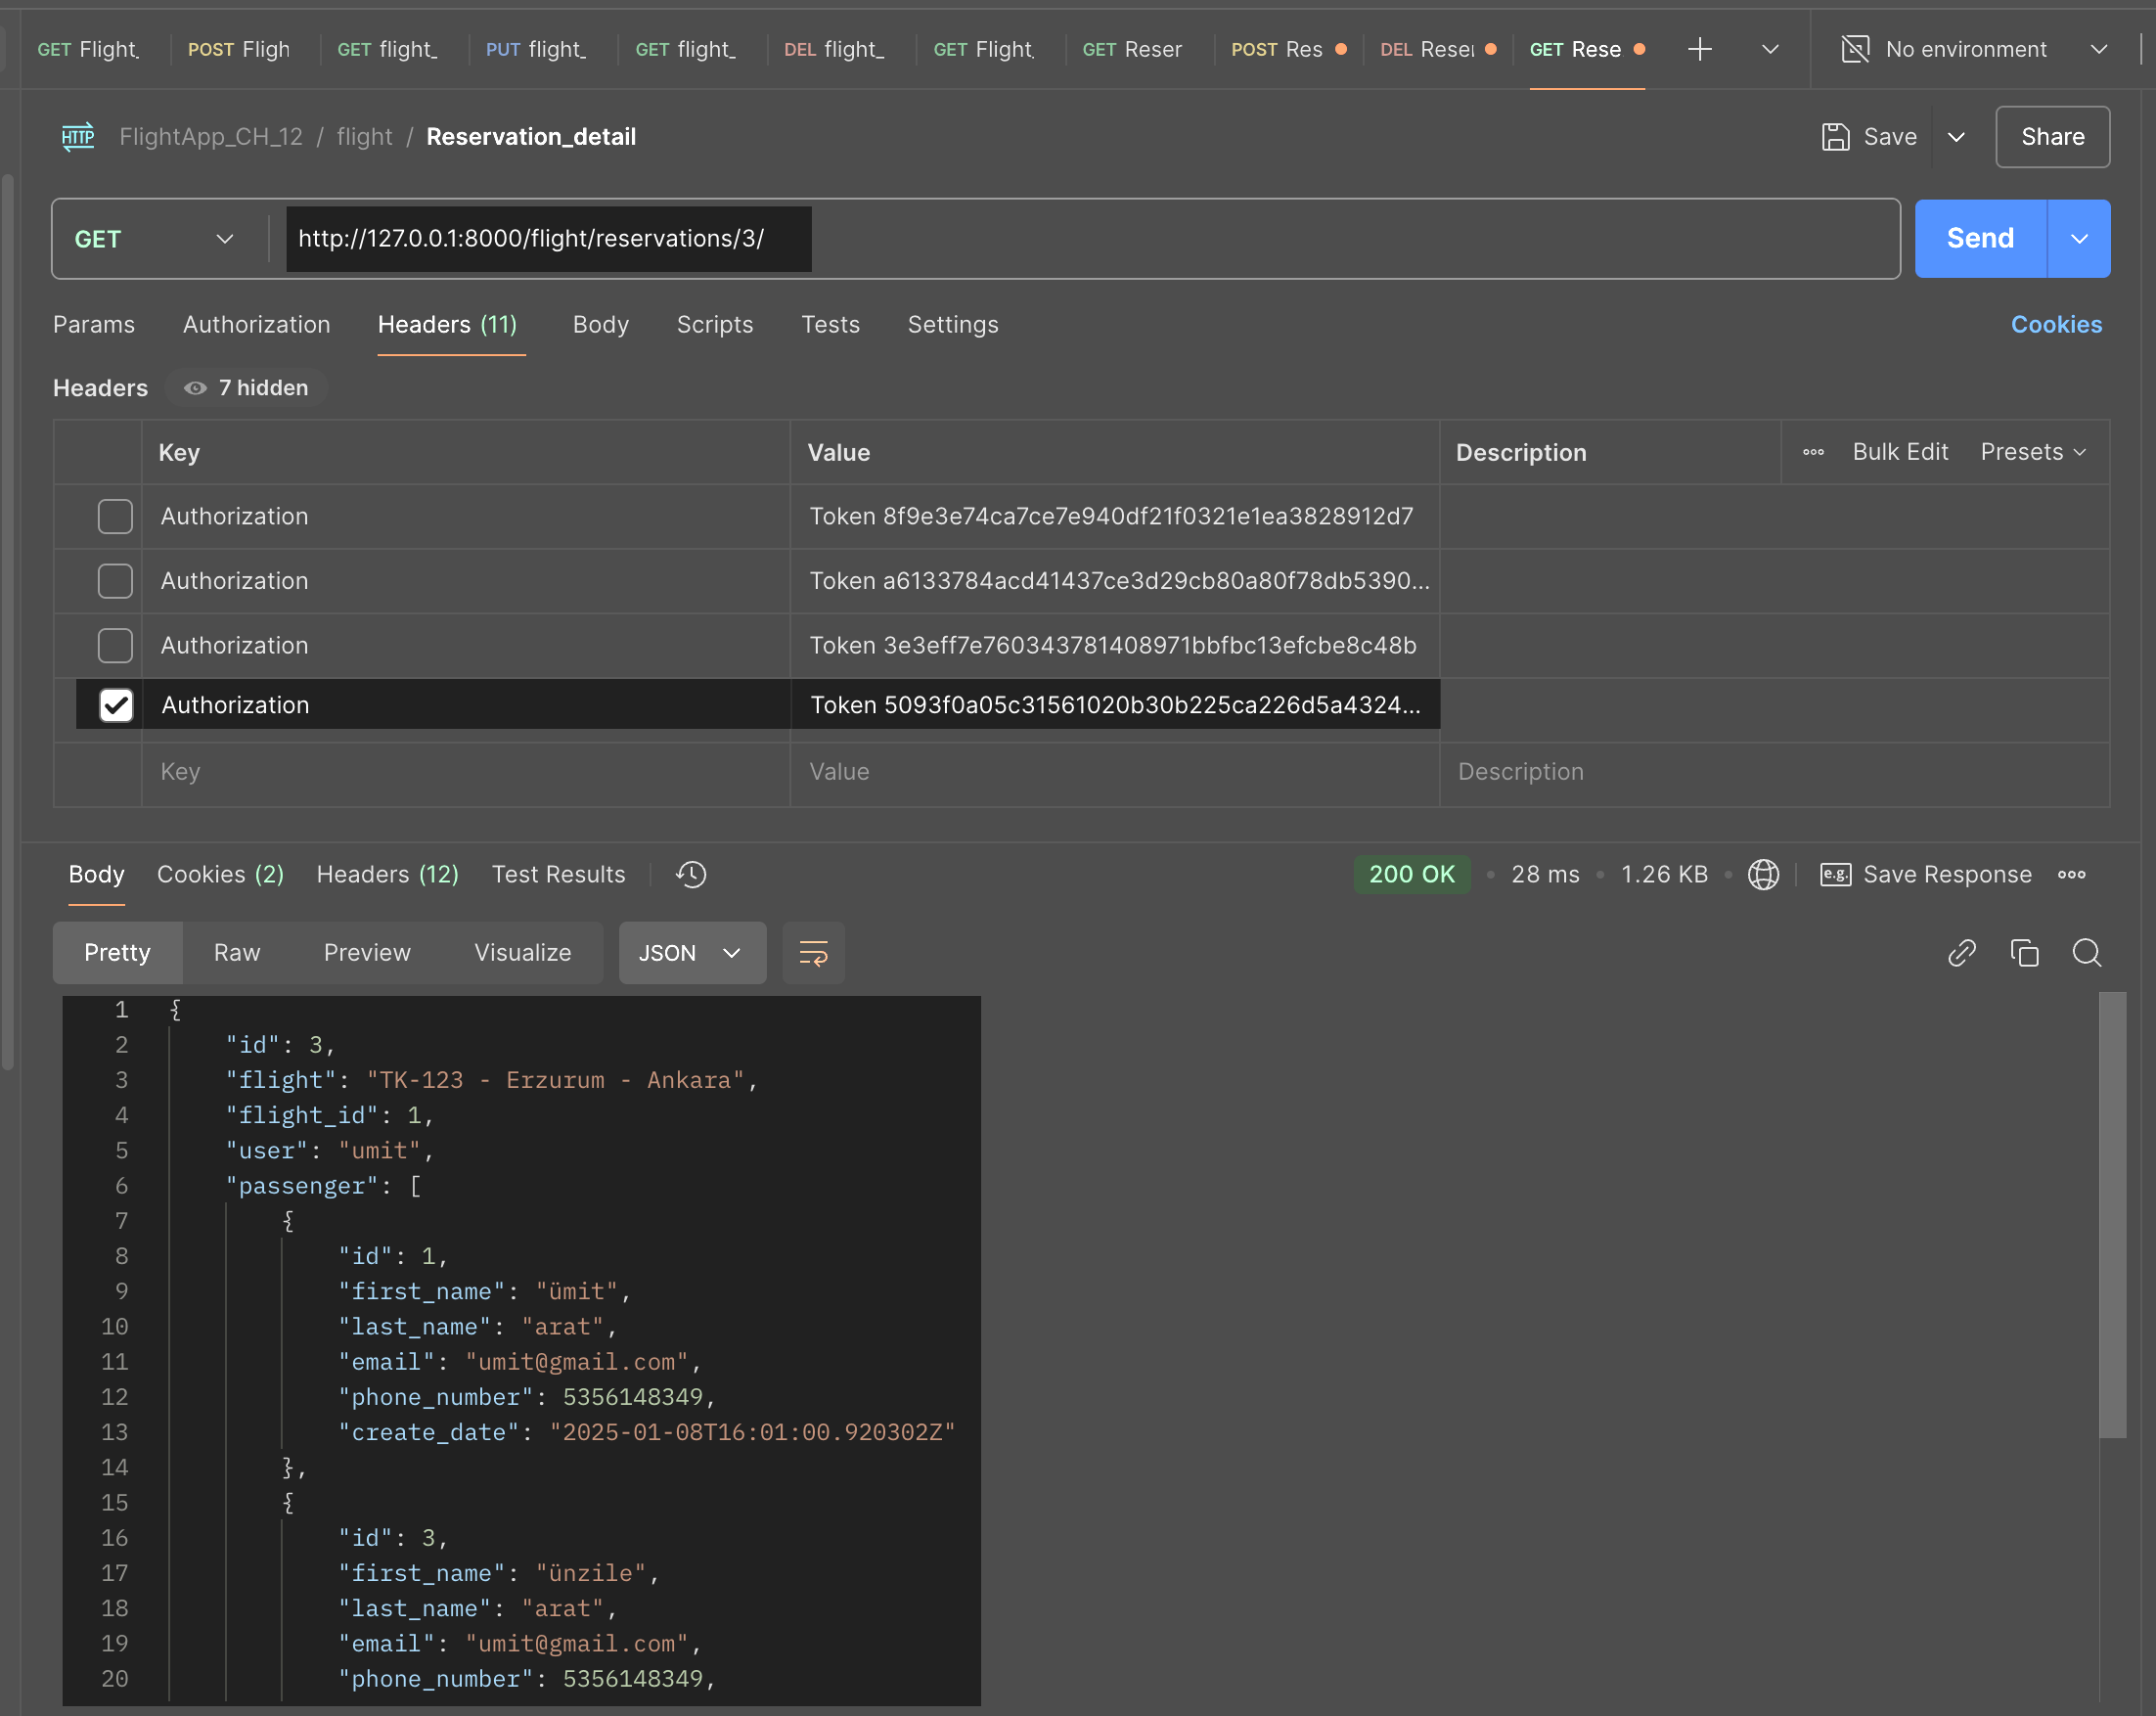 GET Flight_ POST Fligh GET flight_ PUT flight_ GET flight_ DEL flight_ GET Flight. GET Reser POST Res DEL Rese GET Rese No environment
HTTP FlightApp_CH_12 / flight / Reservation_detail Save Share
GET http://127.0.0.1:8000/flight/reservations/3/ Send
Params Authorization Headers (11) Body Scripts Tests Settings Cookies
Headers 7 hidden
Key Value Description Bulk Edit Presets
Authorization Token 8f9e3e74ca7ce7e940df21f0321e1ea3828912d7
Authorization Token a6133784acd41437ce3d29cb80a80f78db5390...
Authorization Token 3e3eff7e760343781408971bbfbc13efcbe8c48b
Authorization Token 5093f0a05c31561020b30b225ca226d5a4324...
Key Value Description
Body Cookies (2) Headers (12) Test Results 200 OK • 28 ms • 1.26 KB • e.g. Save Response
Pretty Raw Preview Visualize JSON
1 {
2 "id": 3,
3 "flight": "TK-123 - Erzurum - Ankara",
4 "flight_id": 1,
5 "user": "umit",
6 "passenger": [
7 {
8 "id": 1,
9 "first_name": "ümit",
10 "last_name": "arat",
11 "email": "umit@gmail.com",
12 "phone_number": 5356148349,
13 "create_date": "2025-01-08T16:01:00.920302Z"
14 },
15 {
16 "id": 3,
17 "first_name": "ünzile",
18 "last_name": "arat",
19 "email": "umit@gmail.com",
20 "phone_number": 5356148349,